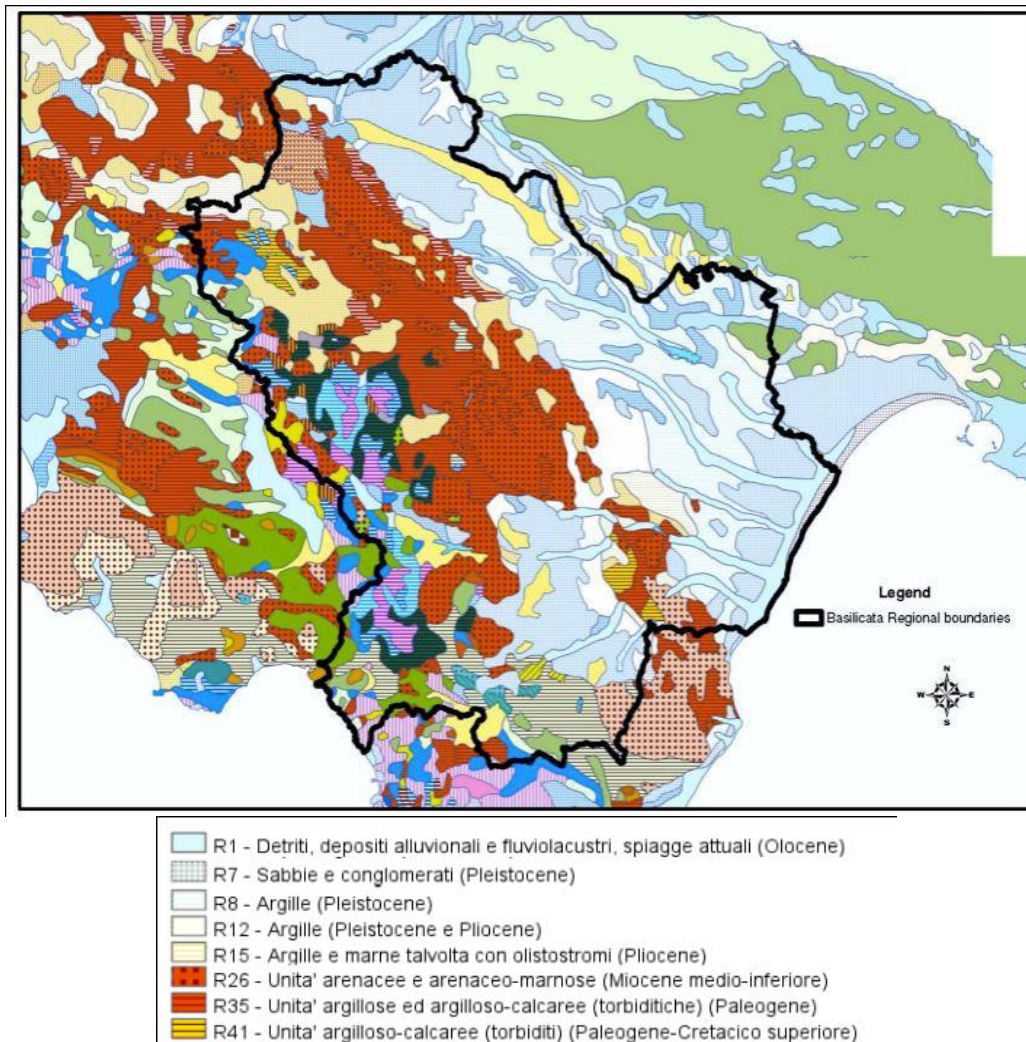 Legend
Basilicata Regional boundaries
N
W E
S
R1 - Detriti, depositi alluvionali e fluviolacustri, spiagge attuali (Olocene)
R7 - Sabbie e conglomerati (Pleistocene)
R8 - Argille (Pleistocene)
R12 - Argille (Pleistocene e Pliocene)
R15 - Argille e marne talvolta con olistostromi (Pliocene)
R26 - Unita' arenacee e arenaceo-marnose (Miocene medio-inferiore)
R35 - Unita' argillose ed argilloso-calcaree (torbiditiche) (Paleogene)
R41 - Unita' argilloso-calcaree (torbiditi) (Paleogene-Cretacico superiore)